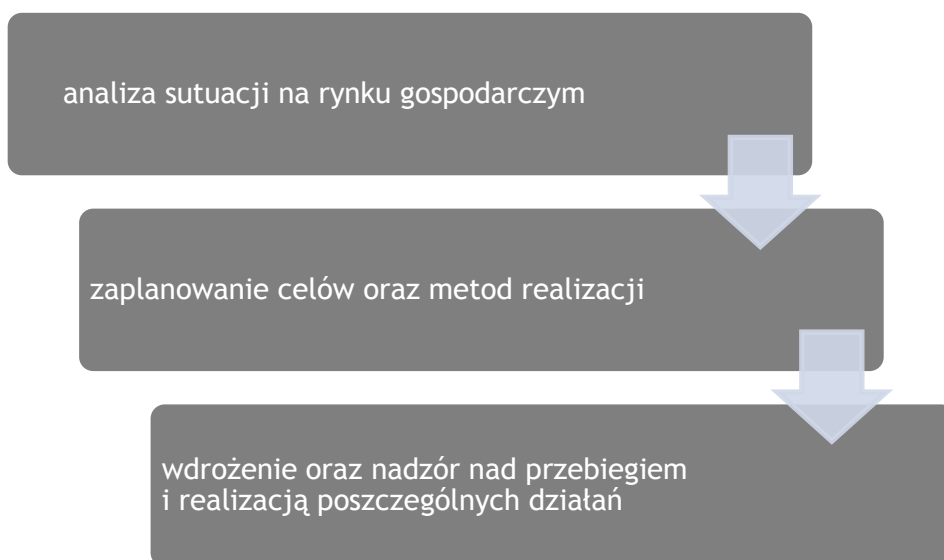 analiza sutuacji na rynku gospodarczym
zaplanowanie celów oraz metod realizacji
wdrożenie oraz nadzór nad przebiegiem
i realizacją poszczególnych działań